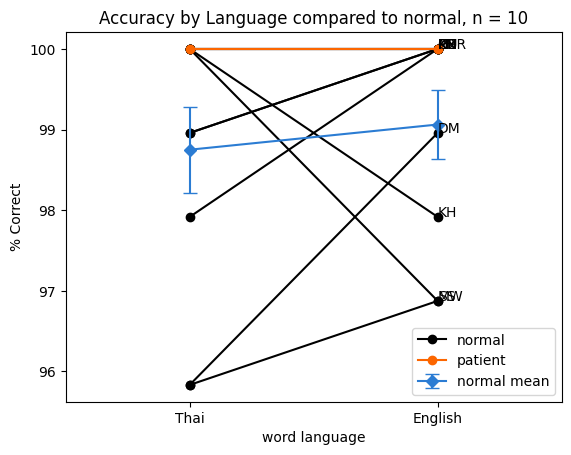 Accuracy by Language compared to normal, n = 10
% Correct
100
99
98
97
96
OM
KH
Thai
English
word language
normal
patient
normal mean